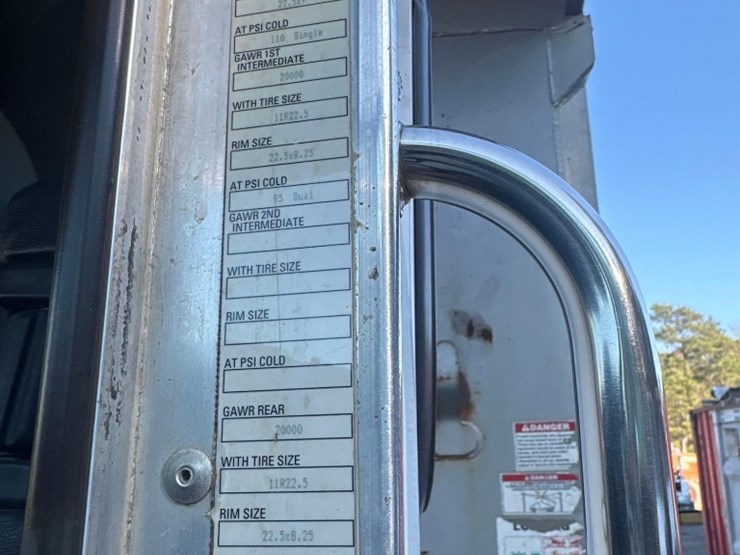 AT PSI COLD
110 Single
GAWR 1ST
INTERMEDIATE
20000
WITH TIRE SIZE
11R22.5
RIM SIZE
22.5x8.25
AT PSI COLD
95 Dual
GAWR 2ND
INTERMEDIATE
WITH TIRE SIZE
RIM SIZE
AT PSI COLD
GAWR REAR
20000
WITH TIRE SIZE
11R22.5
RIM SIZE
22.5x8.25
DANGER
DANGER